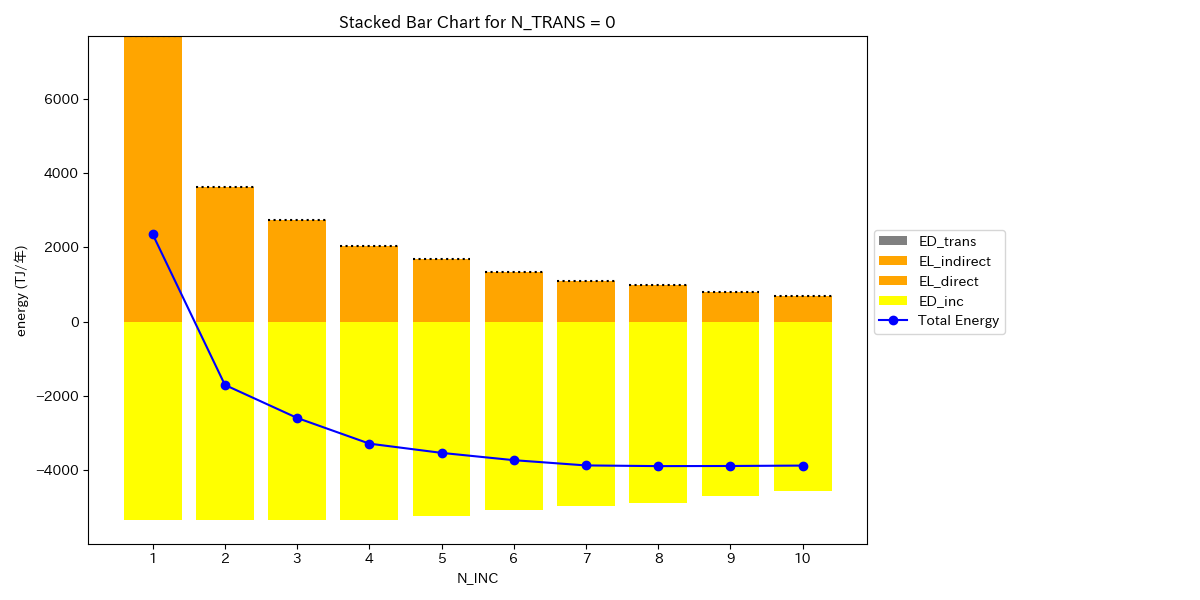 Stacked Bar Chart for N_TRANS = 0
energy (TJ/年)
6000
4000
2000
0
−2000
−4000
1 2 3 4 5 6 7 8 9 10
N_INC
ED_trans
EL_indirect
EL_direct
ED_inc
Total Energy